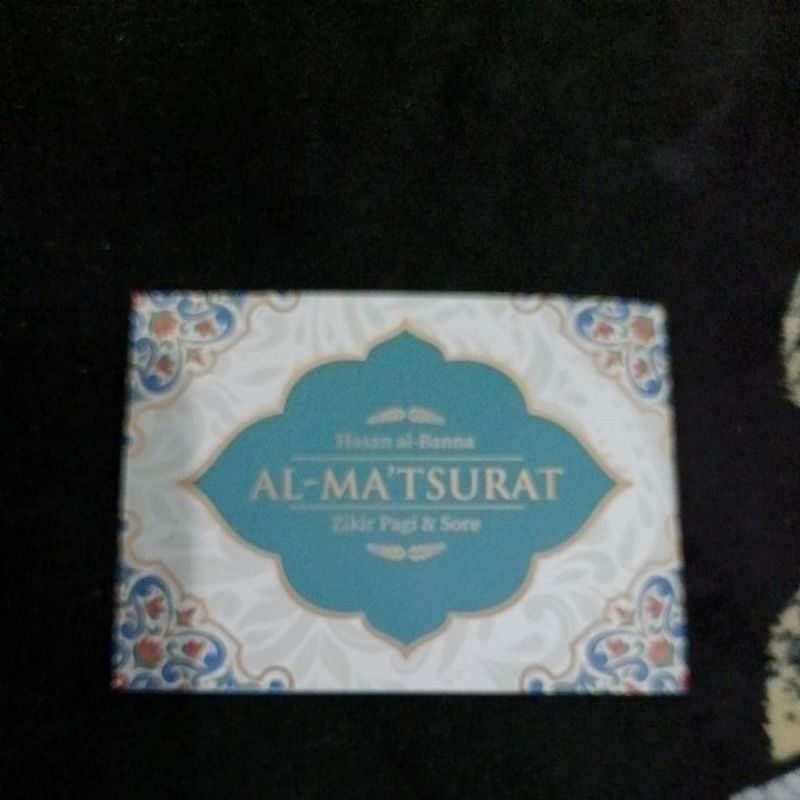 Hasan al-Banna
AL-MA'TSURAT
Zikir Pagi & Sore